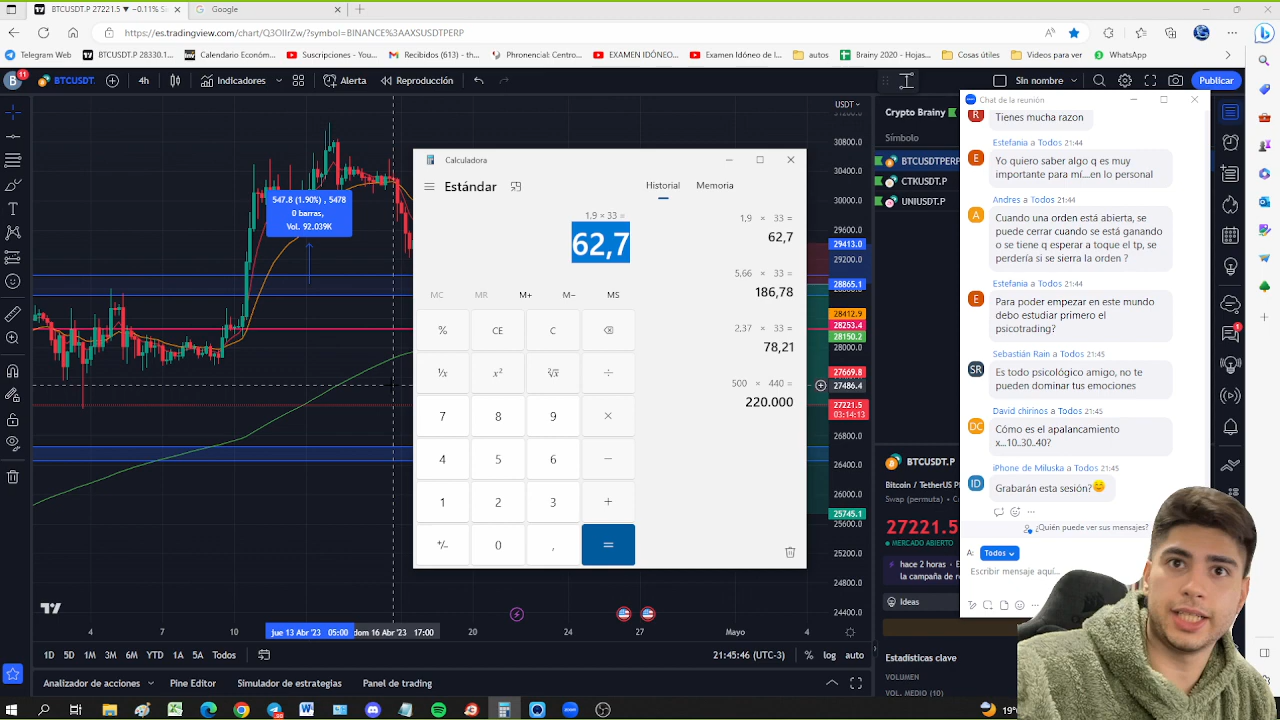 BTCUSDT 27221.5 ▾ −0.11% S
Google
https://es.tradingview.com/chart/Q3OIIrZw/?symbol=BINANCE%3AAXSUSDTPERP
Telegram Web
BTCUSDT.P 28330.1
Calendario Económ...
Suscripciones - You...
Recibidos (613) - c...
Phronencial: Centro...
EXAMEN IDÓNEO...
Examen Idóneo d...
autos
Brainy 2020 - Hojas...
Cosas útiles
Quién revivió
WhatsApp
B
11
BTCUSDT.
4h
Indicadores
Alerta
Reproducción
Sin nombre
Publicar
USDT
30800.0
30400.0
30000.0
29600.0
29413.0
29200.0
28865.1
28412.9
28253.4
28150.2
28000.0
27669.8
27486.4
27221.5
03:14:13
26800.0
26400.0
26000.0
25745.1
25600.0
25200.0
24800.0
24400.0
547.8 (1.90%) , 5478
0 barras,
Vol. 92.039K
Calculadora
Estándar
Historial
Memoria
1.9 × 33 =
62,7
MC
MR
M+
M−
MS
%
CE
C
¹/x
x²
²√x
÷
7
8
9
×
4
5
6
−
1
2
3
+
⁺/−
0
,
=
1,9 × 33 =
62,7
5.66 × 33 =
186,78
2,37 × 33 =
78,21
500 × 440 =
220.000
Crypto Brainy
Símbolo
BTCUSDTPERP
CTKUSDT.P
UNIUSDT.P
BTCUSDT.P
Bitcoin / TetherUS P
Swap (permuta)
27221.5
MERCADO ABIERTO
hace 2 horas
la campaña de r
Ideas
Estadísticas clave
VOLUMEN
VOL. MEDIO (10)
Chat de la reunión
R
Tienes mucha razon
Estefania a Todos 21:44
E
Yo quiero saber algo q es muy
importante para mí....en lo personal
Andres a Todos 21:44
A
Cuando una orden está abierta, se
puede cerrar cuando se está ganando
o se tiene q esperar a toque el tp, se
perdería si se sierra la orden ?
Estefania a Todos 21:44
E
Para poder empezar en este mundo
debo estudiar primero el
psicotrading?
Sebastián Rain a Todos 21:45
SR
Es todo psicológico amigo, no te
pueden dominar tus emociones
David chirinos a Todos 21:45
DC
Cómo es el apalancamiento
x...10..30..40?
iPhone de Miluska a Todos 21:45
ID
Grabarán esta sesión?😊
¿Quién puede ver sus mensajes?
A:
Todos
Escribir mensaje aquí...
4
7
10
jue 13 Abr '23 05:00
dom 16 Abr '23 17:00
20
24
27
Mayo
4
1D
5D
1M
3M
6M
YTD
1A
5A
Todos
21:45:46 (UTC-3)
%
log
auto
Analizador de acciones
Pine Editor
Simulador de estrategias
Panel de trading
19°